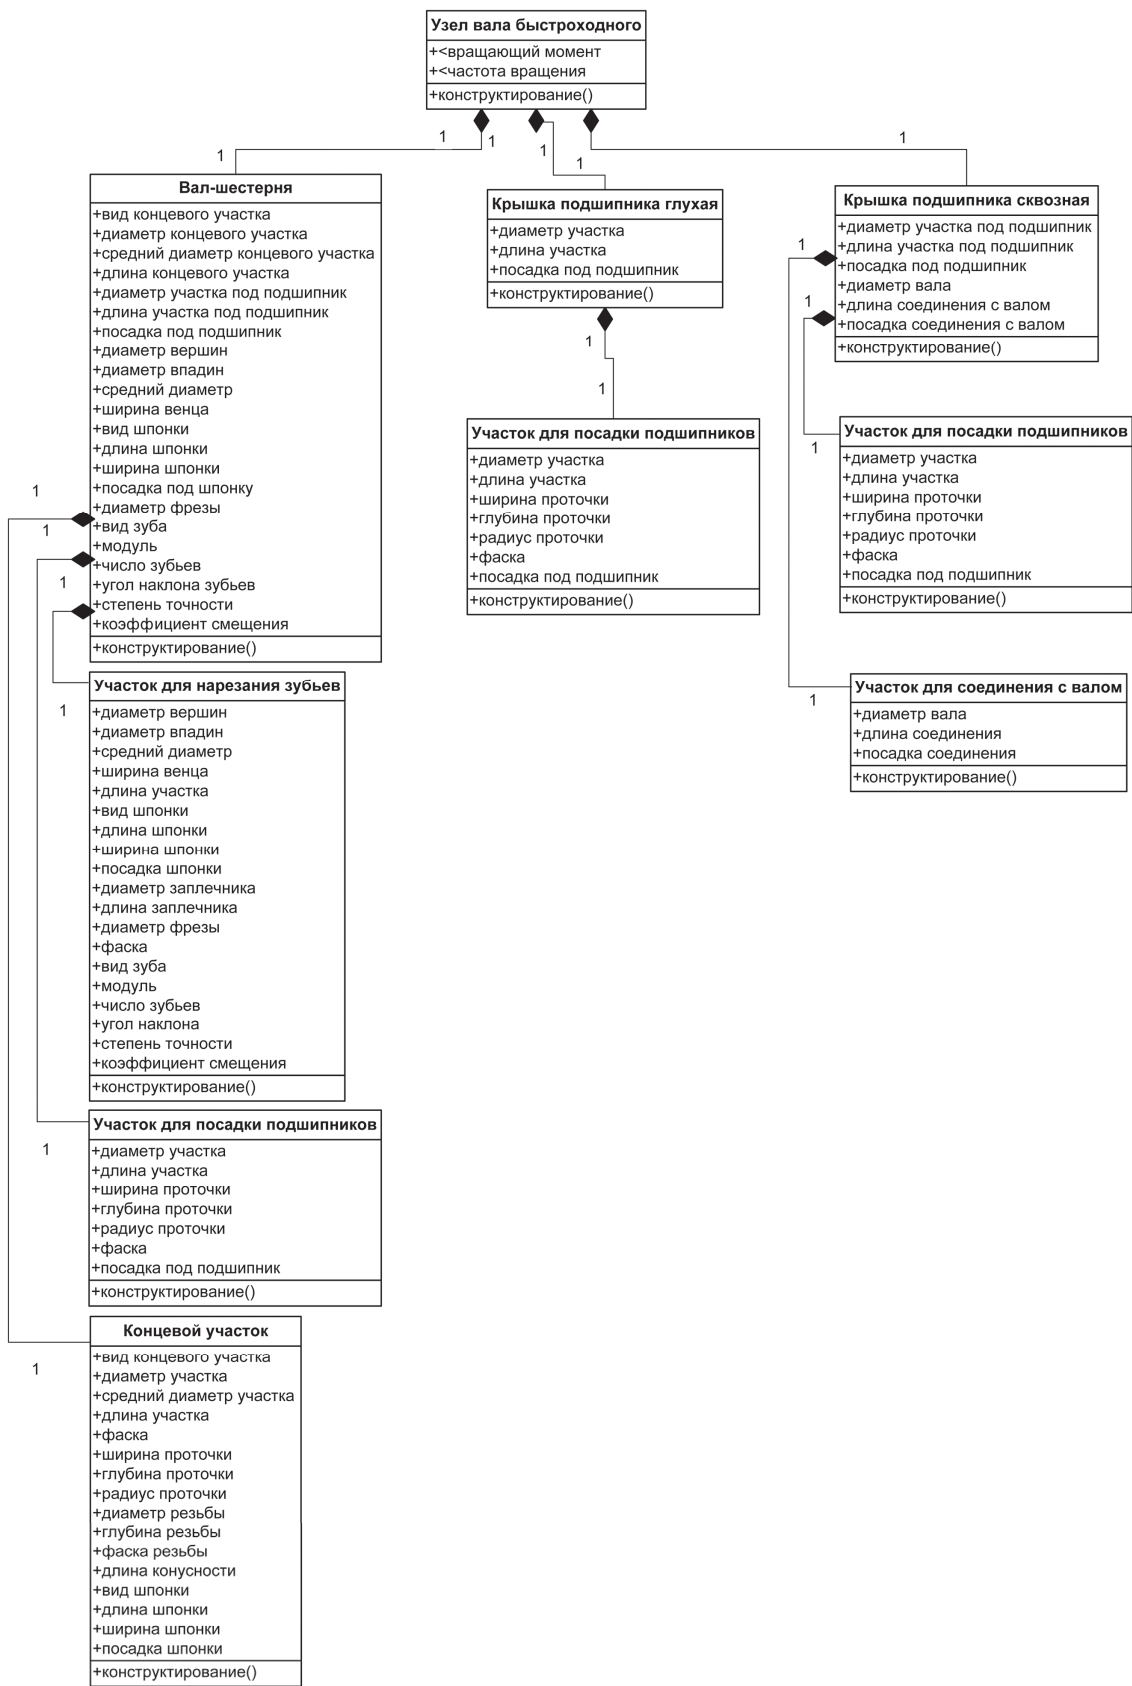 Узел вала быстроходного
+<вращающий момент
+<частота вращения
+конструктирование()
1
1
1
1
1
1
Вал-шестерня
+вид концевого участка
+диаметр концевого участка
+средний диаметр концевого участка
+длина концевого участка
+диаметр участка под подшипник
+длина участка под подшипник
+посадка под подшипник
+диаметр вершин
+диаметр впадин
+средний диаметр
+ширина венца
+вид шпонки
+длина шпонки
+ширина шпонки
+посадка под шпонку
+диаметр фрезы
+вид зуба
+модуль
+число зубьев
+угол наклона зубьев
+степень точности
+коэффициент смещения
+конструктирование()
1
1
1
Крышка подшипника глухая
+диаметр участка
+длина участка
+посадка под подшипник
+конструктирование()
1
1
Крышка подшипника сквозная
+диаметр участка под подшипник
+длина участка под подшипник
+посадка под подшипник
+диаметр вала
+длина соединения с валом
+посадка соединения с валом
+конструктирование()
1
1
Участок для посадки подшипников
+диаметр участка
+длина участка
+ширина проточки
+глубина проточки
+радиус проточки
+фаска
+посадка под подшипник
+конструктирование()
1
Участок для посадки подшипников
+диаметр участка
+длина участка
+ширина проточки
+глубина проточки
+радиус проточки
+фаска
+посадка под подшипник
+конструктирование()
1
Участок для соединения с валом
+диаметр вала
+длина соединения
+посадка соединения
+конструктирование()
1
Участок для нарезания зубьев
+диаметр вершин
+диаметр впадин
+средний диаметр
+ширина венца
+длина участка
+вид шпонки
+длина шпонки
+ширина шпонки
+посадка шпонки
+диаметр заплечника
+длина заплечника
+диаметр фрезы
+фаска
+вид зуба
+модуль
+число зубьев
+угол наклона
+степень точности
+коэффициент смещения
+конструктирование()
1
Участок для посадки подшипников
+диаметр участка
+длина участка
+ширина проточки
+глубина проточки
+радиус проточки
+фаска
+посадка под подшипник
+конструктирование()
1
Концевой участок
+вид концевого участка
+диаметр участка
+средний диаметр участка
+длина участка
+фаска
+ширина проточки
+глубина проточки
+радиус проточки
+диаметр резьбы
+глубина резьбы
+фаска резьбы
+длина конусности
+вид шпонки
+длина шпонки
+ширина шпонки
+посадка шпонки
+конструктирование()